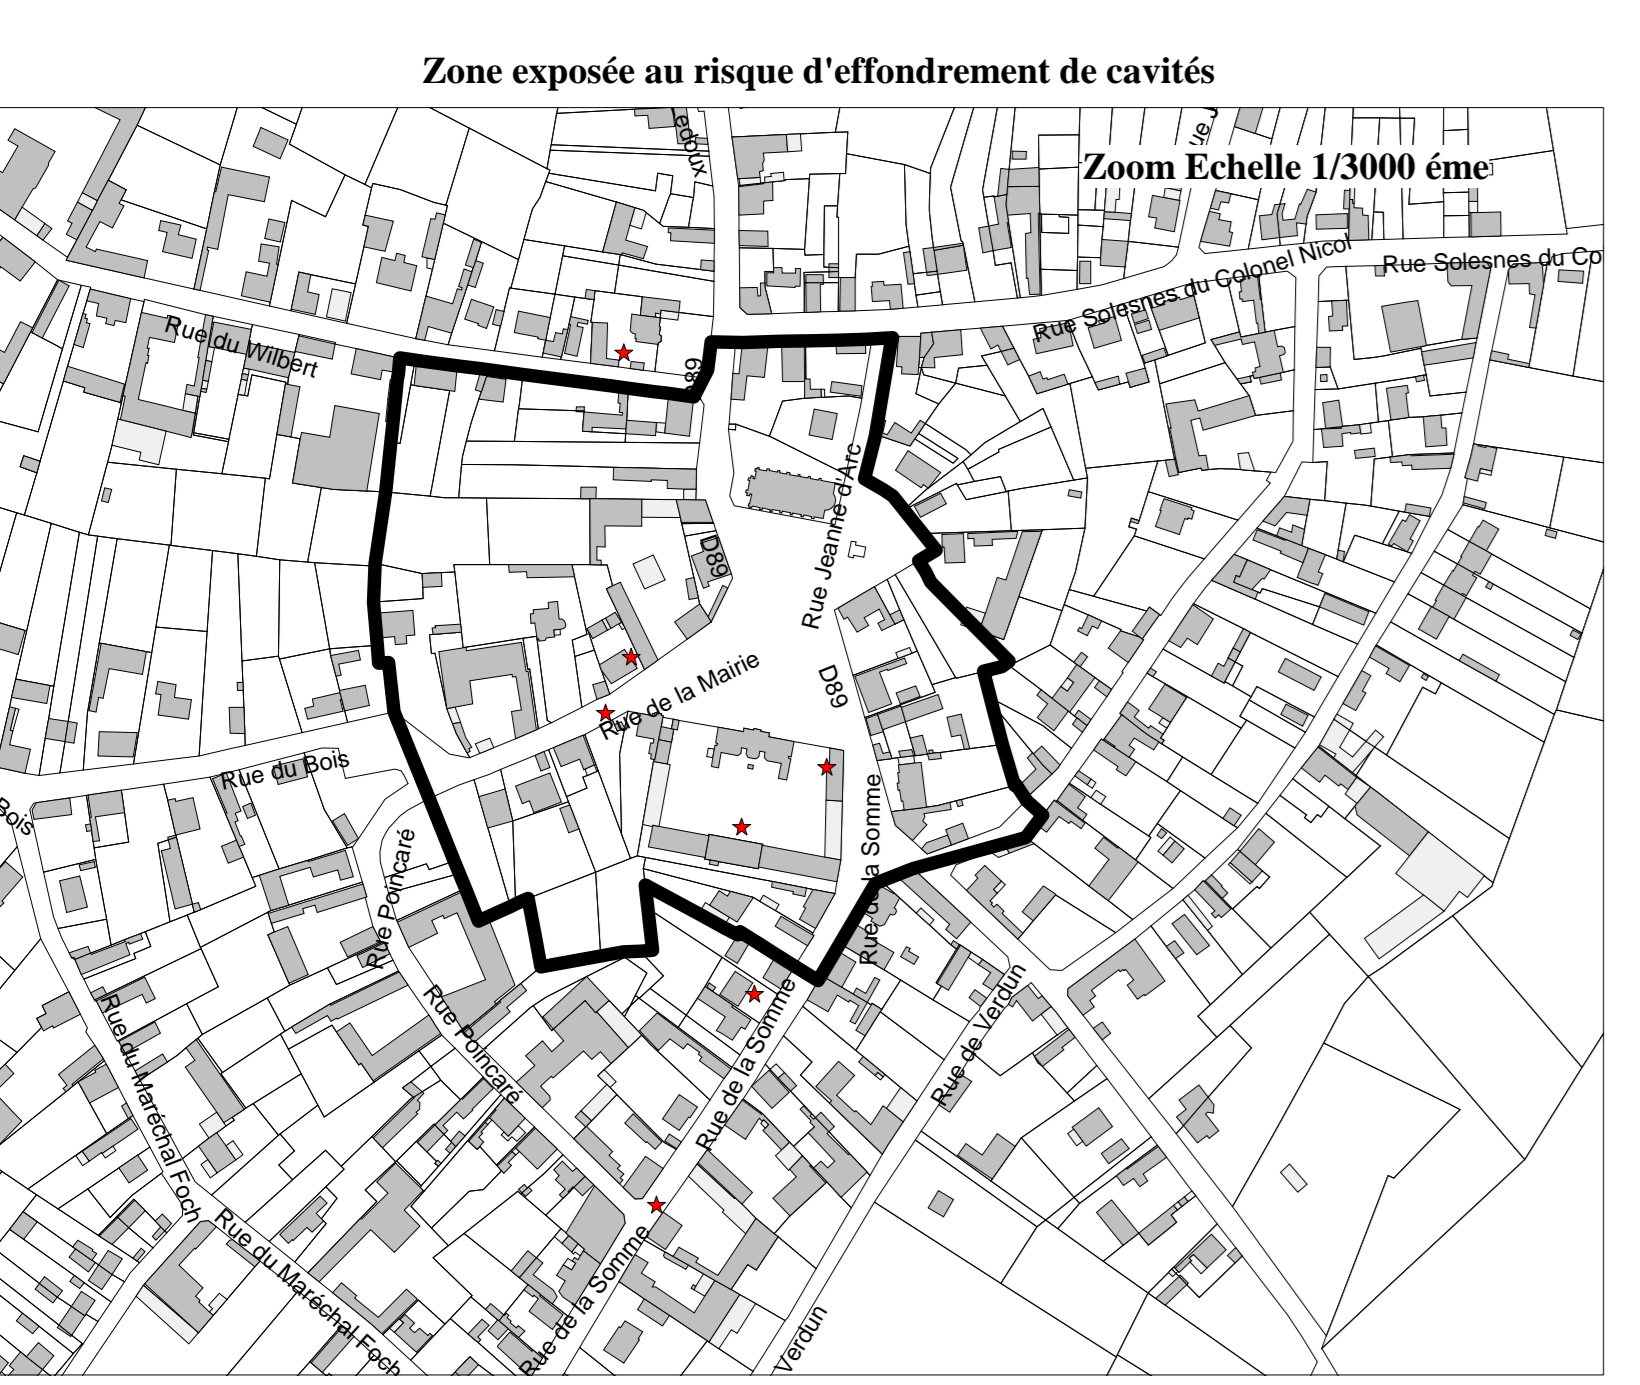 Zone exposée au risque d'effondrement de cavités
edoux
Zoom Echelle 1/3000 éme
Rue Solesnes du Colonel Nicol
Rue Solesnes du Co
Rue du Wilbert
D89
Rue Jeanne d'Arc
D89
Rue de la Mairie
D89
Rue du Bois
Bois
Rue Poincaré
Rue de la Somme
Rue Poincaré
Rue de la Somme
Rue de Verdun
Rue du Maréchal Foch
Rue du Maréchal Foch
Rue de la Somme
Verdun